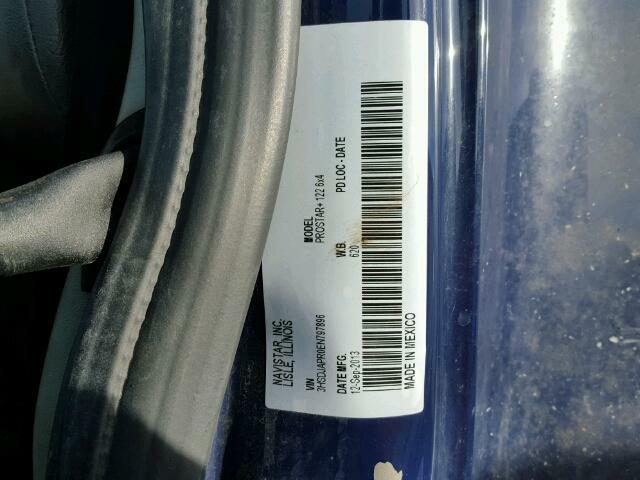 NAVISTAR, INC.
LISLE, ILLINOIS
MODEL
PROSTAR+ 122 6x4
VIN
3HSDJAPR0EN797896
DATE MFG. W.B. PD LOC - DATE
12-Sep-2013 620
MADE IN MEXICO